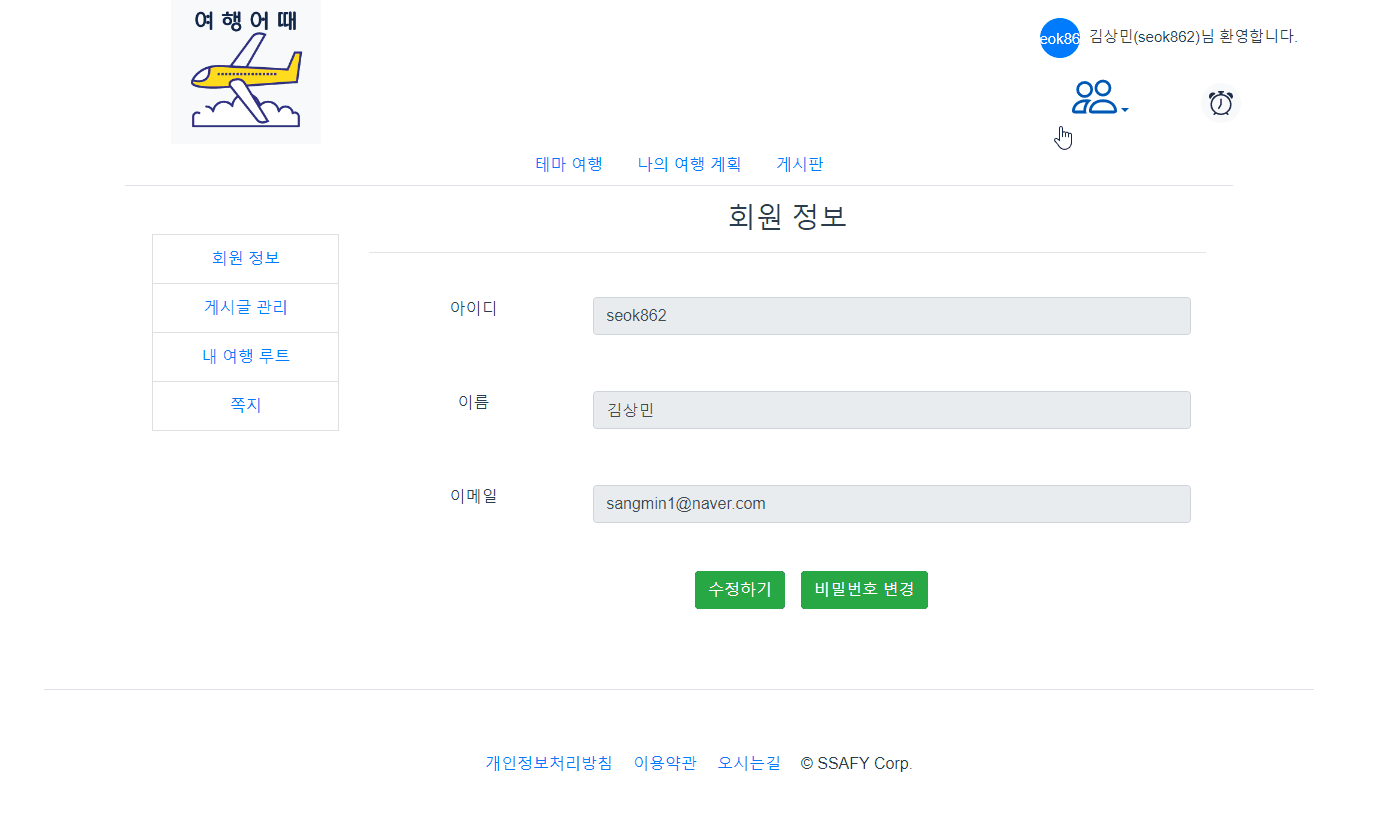 여행어때
eok86 김상민(seok862)님 환영합니다.
테마 여행 나의 여행 계획 게시판
회원 정보
회원 정보
게시글 관리
내 여행 루트
쪽지
아이디 seok862
이름 김상민
이메일 sangmin1@naver.com
수정하기 비밀번호 변경
개인정보처리방침 이용약관 오시는길 © SSAFY Corp.